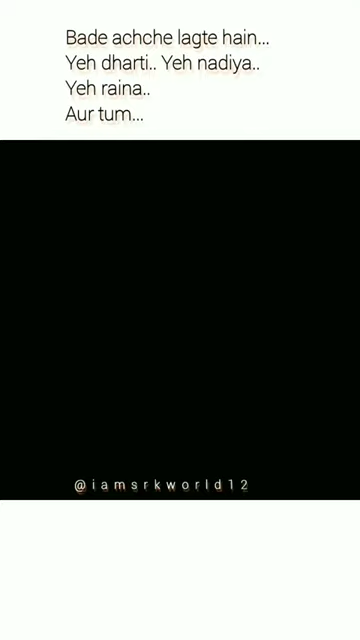 Bade achche lagte hain...
Yeh dharti.. Yeh nadiya..
Yeh raina..
Aur tum...
@iamsrkworld12